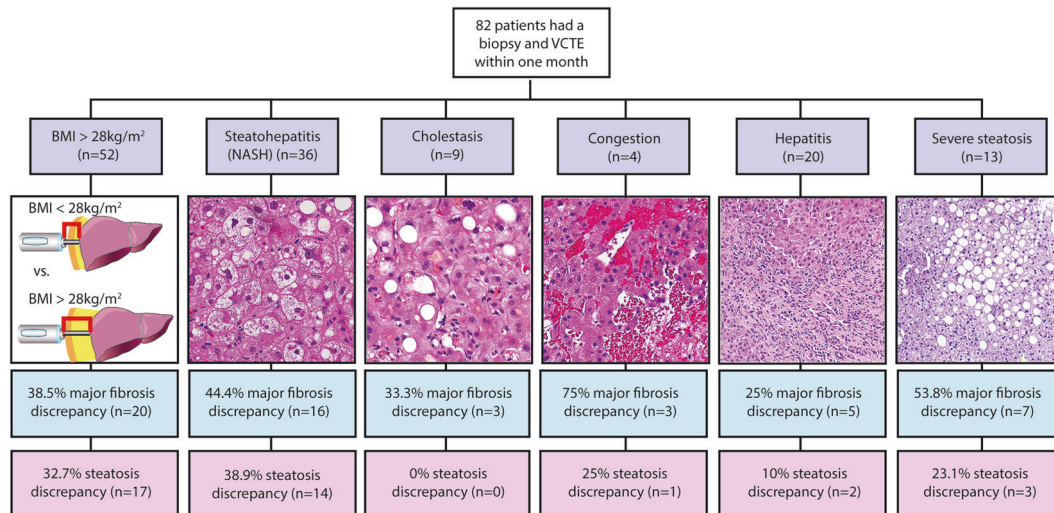 82 patients had a
biopsy and VCTE
within one month
BMI > 28kg/m²
(n=52)
Steatohepatitis
(NASH) (n=36)
Cholestasis
(n=9)
Congestion
(n=4)
Hepatitis
(n=20)
Severe steatosis
(n=13)
BMI < 28kg/m²
vs.
BMI > 28kg/m²
38.5% major fibrosis
discrepancy (n=20)
44.4% major fibrosis
discrepancy (n=16)
33.3% major fibrosis
discrepancy (n=3)
75% major fibrosis
discrepancy (n=3)
25% major fibrosis
discrepancy (n=5)
53.8% major fibrosis
discrepancy (n=7)
32.7% steatosis
discrepancy (n=17)
38.9% steatosis
discrepancy (n=14)
0% steatosis
discrepancy (n=0)
25% steatosis
discrepancy (n=1)
10% steatosis
discrepancy (n=2)
23.1% steatosis
discrepancy (n=3)